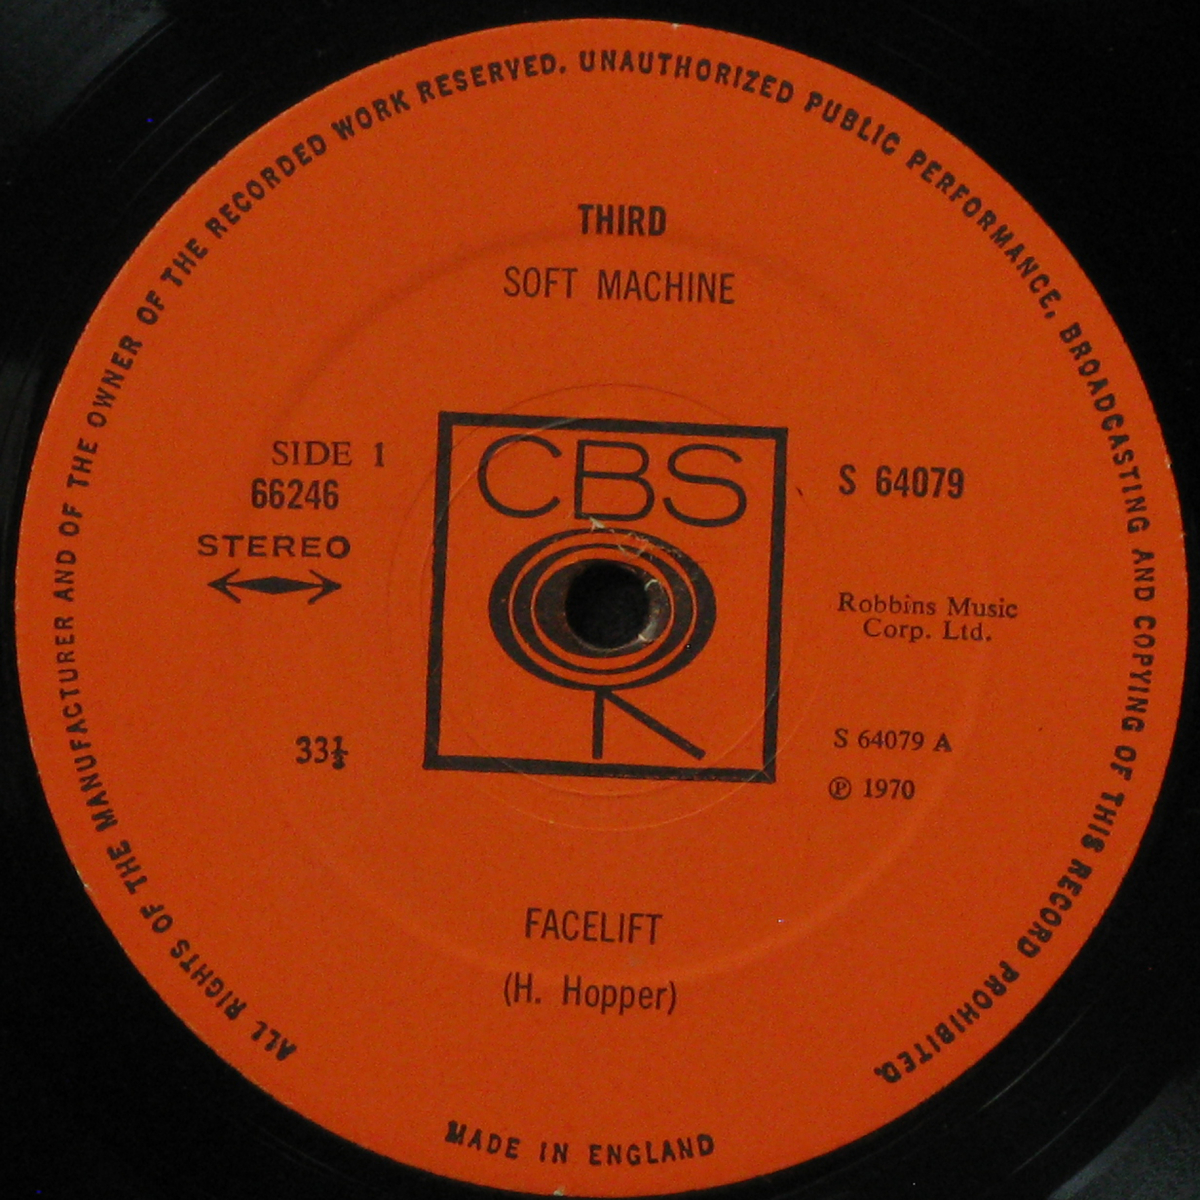 ALL RIGHTS OF THE MANUFACTURER AND OF THE OWNER OF THE RECORDED WORK RESERVED. UNAUTHORIZED PUBLIC PERFORMANCE, BROADCASTING AND COPYING OF THIS RECORD PROHIBITED.
THIRD
SOFT MACHINE
SIDE 1
66246
STEREO
33⅓
CBS
S 64079
Robbins Music
Corp. Ltd.
S 64079 A
℗ 1970
FACELIFT
(H. Hopper)
MADE IN ENGLAND